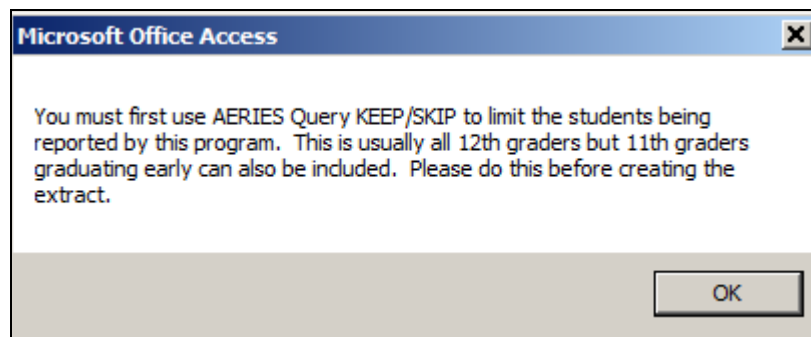 Microsoft Office Access
You must first use AERIES Query KEEP/SKIP to limit the students being
reported by this program.  This is usually all 12th graders but 11th graders
graduating early can also be included.  Please do this before creating the
extract.
OK